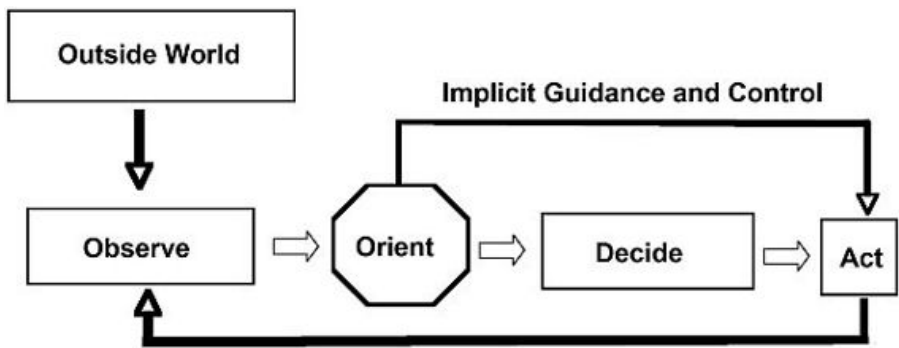 Outside World
Implicit Guidance and Control
Observe
Orient
Decide
Act